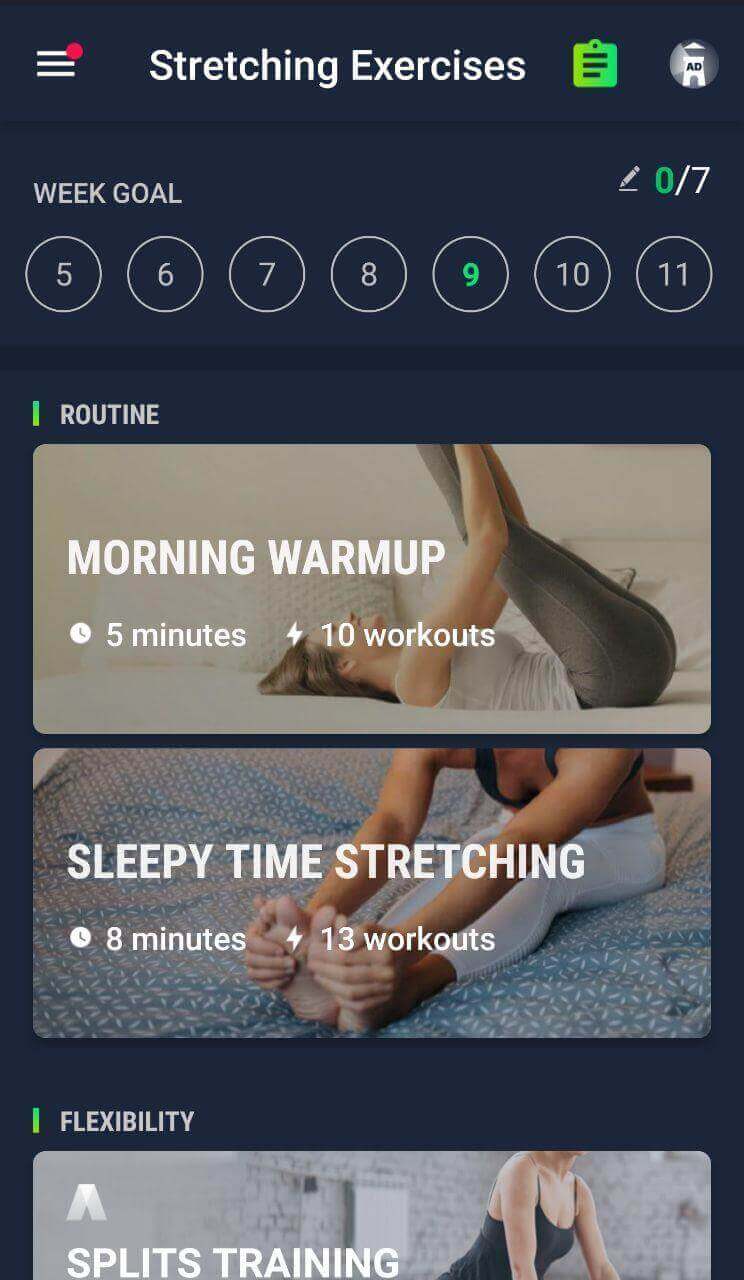 Stretching Exercises
AD
WEEK GOAL
0/7
5 6 7 8 9 10 11
ROUTINE
MORNING WARMUP
5 minutes 10 workouts
SLEEPY TIME STRETCHING
8 minutes 13 workouts
FLEXIBILITY
SPLITS TRAINING